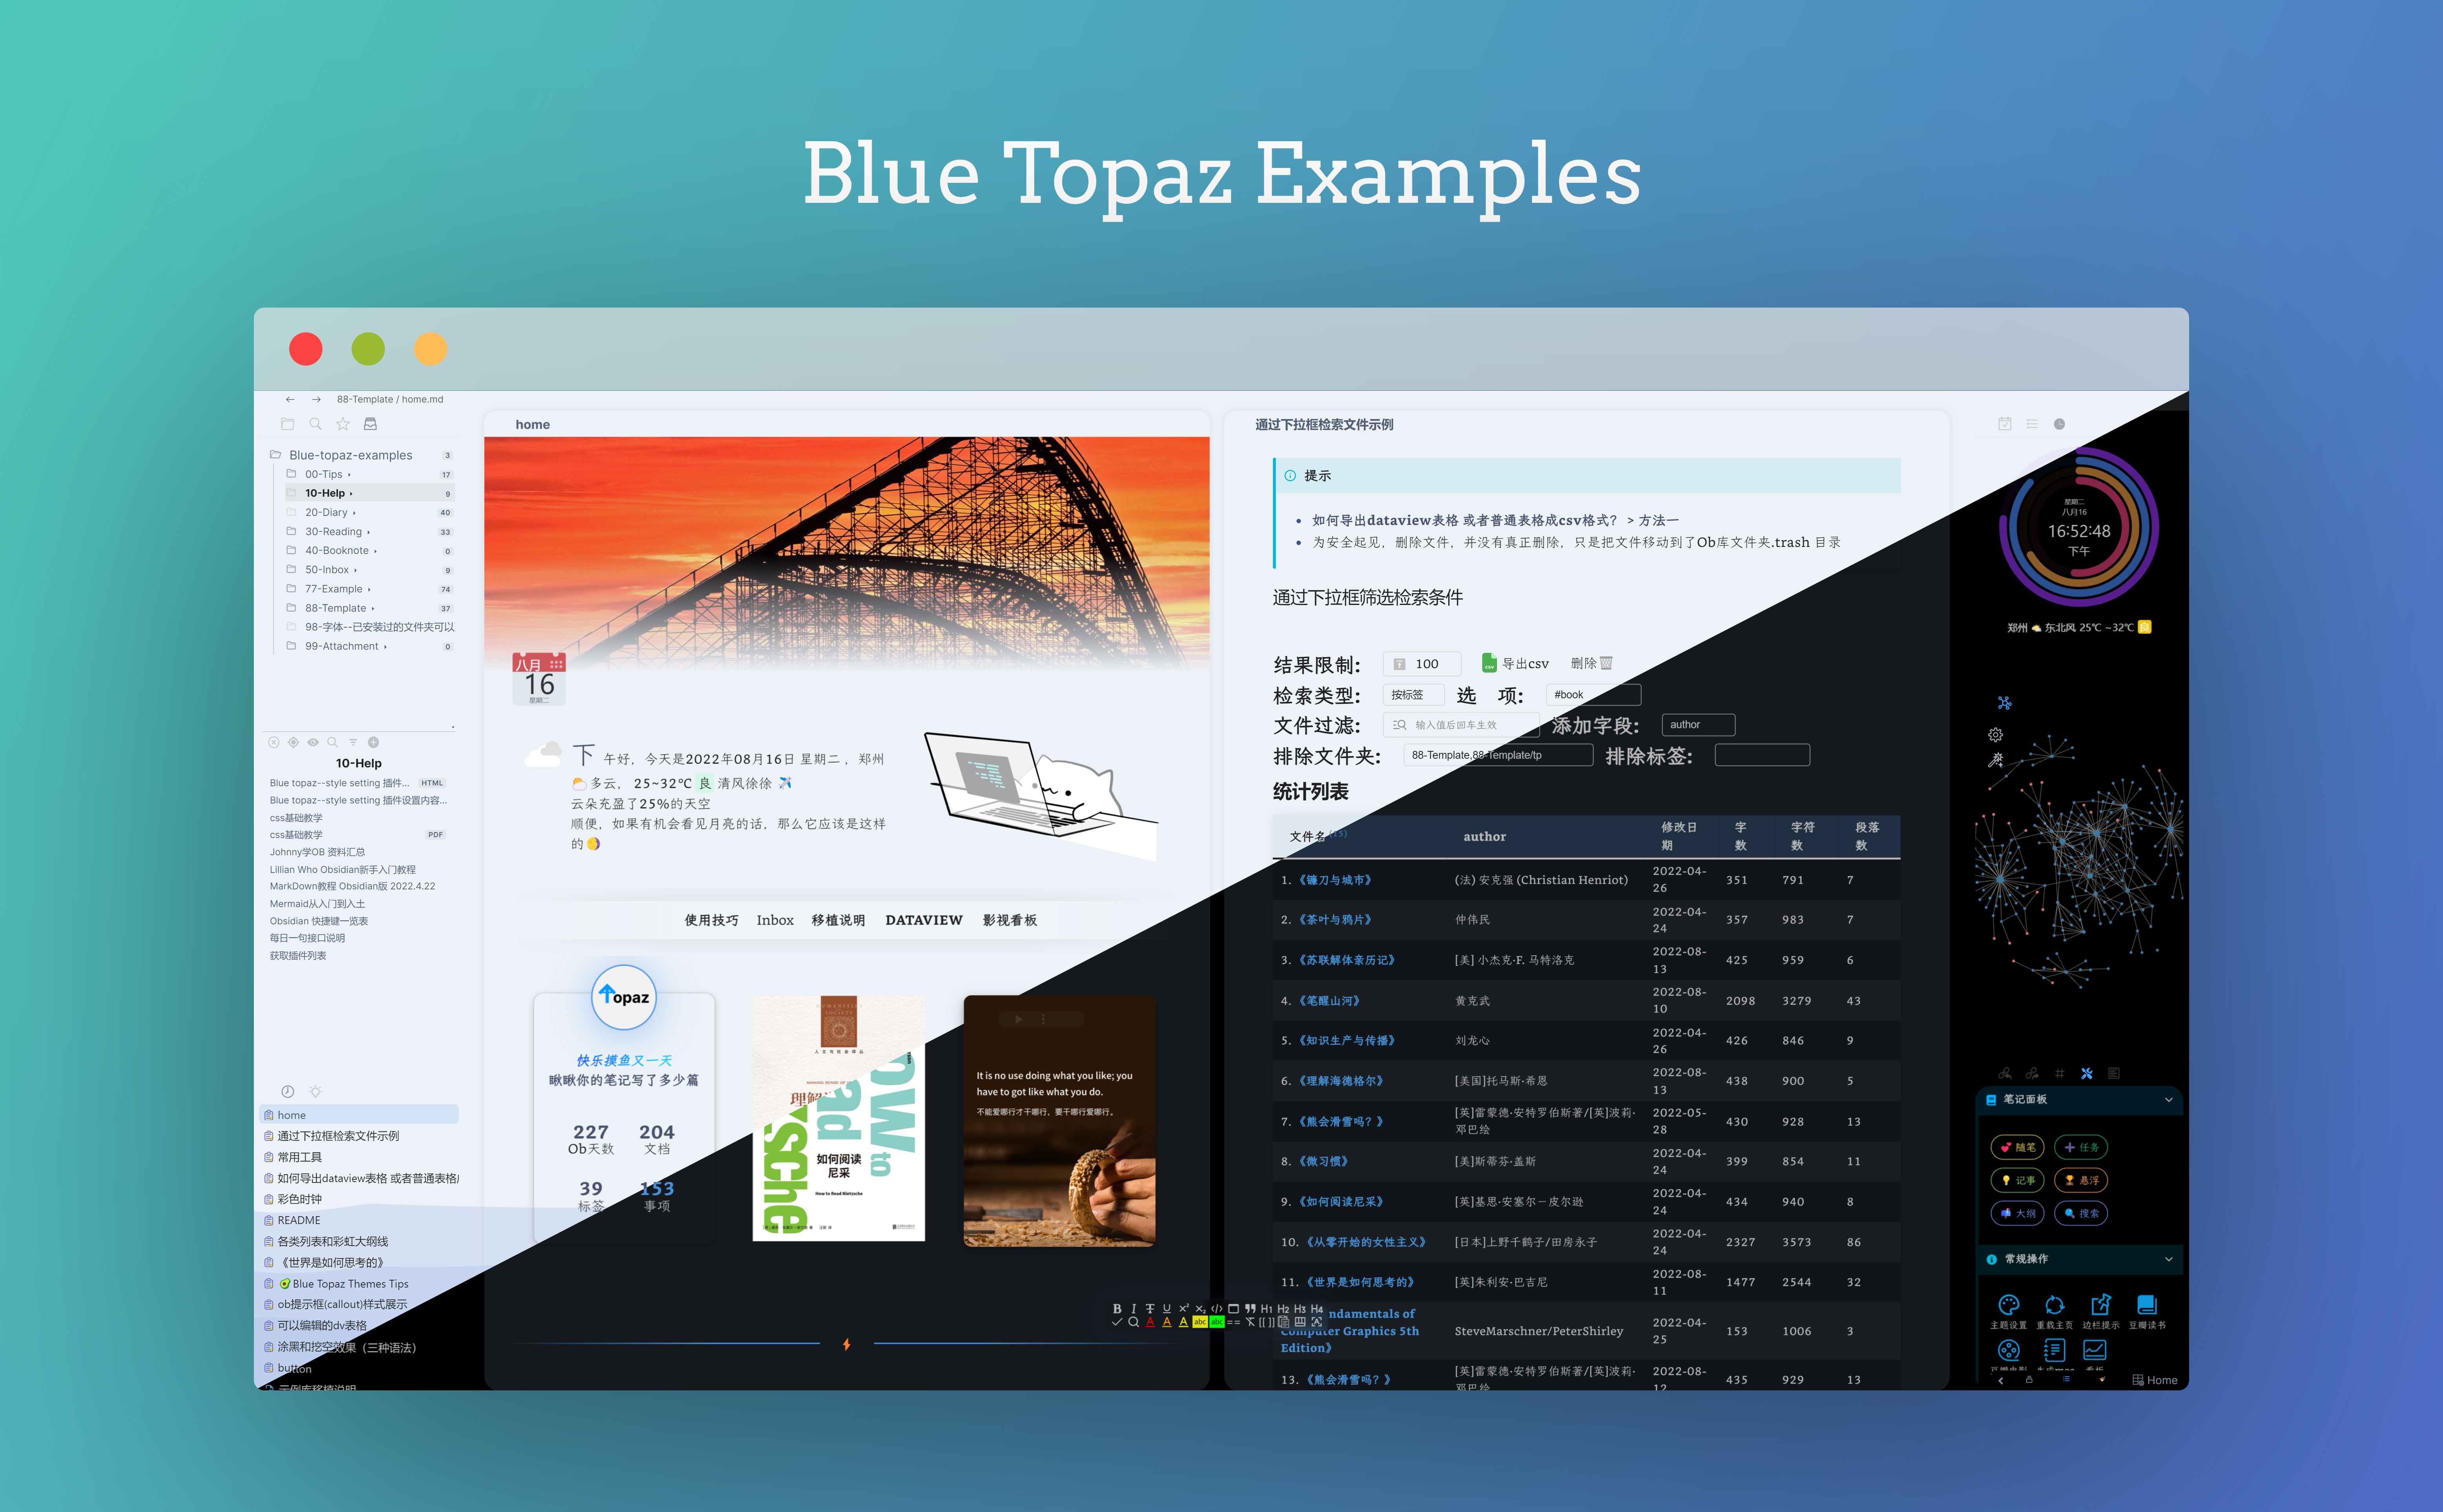 Blue Topaz Examples
88-Template / home.md
Blue-topaz-examples 3
00-Tips 17
10-Help 9
20-Diary 40
30-Reading 33
40-Booknote 0
50-Inbox 9
77-Example 74
88-Template 37
98-字体--已安装过的文件夹可以
99-Attachment 0
10-Help
Blue topaz--style setting 插件... HTML
Blue topaz--style setting 插件设置内容...
css基础教学
css基础教学 PDF
Johnny学OB 资料汇总
Lillian Who Obsidian新手入门教程
MarkDown教程 Obsidian版 2022.4.22
Mermaid从入门到入土
Obsidian 快捷键一览表
每日一句接口说明
获取插件列表
home
通过下拉框检索文件示例
常用工具
如何导出dataview表格 或者普通表格
彩色时钟
README
各类列表和彩虹大纲线
《世界是如何思考的》
🥑Blue Topaz Themes Tips
ob提示框(callout)样式展示
可以编辑的dv表格
涂黑和挖空效果（三种语法）
button
示例库移植说明
home
八月
16
星期二
下午好，今天是2022年08月16日 星期二 ，郑州
多云，25~32℃ 良 清风徐徐
云朵充盈了25%的天空
顺便，如果有机会看见月亮的话，那么它应该是这样
的
使用技巧 Inbox 移植说明 DATAVIEW 影视看板
Topaz
快乐摸鱼又一天
瞅瞅你的笔记写了多少篇
227 204
Ob天数 文档
39 153
标签 事项
人文与社会译丛
理解
HOW to
Read
如何阅读
尼采
How to Read Nietzsche
It is no use doing what you like; you
have to got like what you do.
不能爱哪行才干哪行，要干哪行爱哪行。
通过下拉框检索文件示例
提示
如何导出dataview表格 或者普通表格成csv格式？ > 方法一
为安全起见，删除文件，并没有真正删除，只是把文件移动到了Ob库文件夹.trash 目录
通过下拉框筛选检索条件
结果限制: 100 导出csv 删除
检索类型: 按标签 选 项: #book
文件过滤: 输入值后回车生效 添加字段: author
排除文件夹: 88-Template,88-Template/tp 排除标签:
统计列表
文件名(13) author 修改日期 字数 字符数 段落数
1. 《镰刀与城市》 (法) 安克强 (Christian Henriot) 2022-04-26 351 791 7
2. 《茶叶与鸦片》 仲伟民 2022-04-24 357 983 7
3. 《苏联解体亲历记》 [美] 小杰克·F. 马特洛克 2022-08-13 425 959 6
4. 《笔醒山河》 黄克武 2022-08-10 2098 3279 43
5. 《知识生产与传播》 刘龙心 2022-04-26 426 846 9
6. 《理解海德格尔》 [美国]托马斯·希恩 2022-08-13 438 900 5
7. 《熊会滑雪吗？》 [英]雷蒙德·安特罗伯斯著/[英]波莉·邓巴绘 2022-05-28 430 928 13
8. 《微习惯》 [美]斯蒂芬·盖斯 2022-04-24 399 854 11
9. 《如何阅读尼采》 [英]基思·安塞尔－皮尔逊 2022-04-24 434 940 8
10. 《从零开始的女性主义》 [日本]上野千鹤子/田房永子 2022-04-24 2327 3573 86
11. 《世界是如何思考的》 [英]朱利安·巴吉尼 2022-08-11 1477 2544 32
ndamentals of Computer Graphics 5th Edition》 SteveMarschner/PeterShirley 2022-04-25 153 1006 3
13. 《熊会滑雪吗？》 [英]雷蒙德·安特罗伯斯著/[英]波莉·邓巴绘 2022-08-12 435 929 13
B I T U X² X₂ </> H1 H2 H3 H4
A A A abc abc == [[ ]]
星期二
八月16
16:52:48
下午
郑州 东北风 25℃ ~32℃ 良
笔记面板
随笔 任务
记事 悬浮
大纲 搜索
常规操作
主题设置 重载主页 边栏提示 豆瓣读书
Home